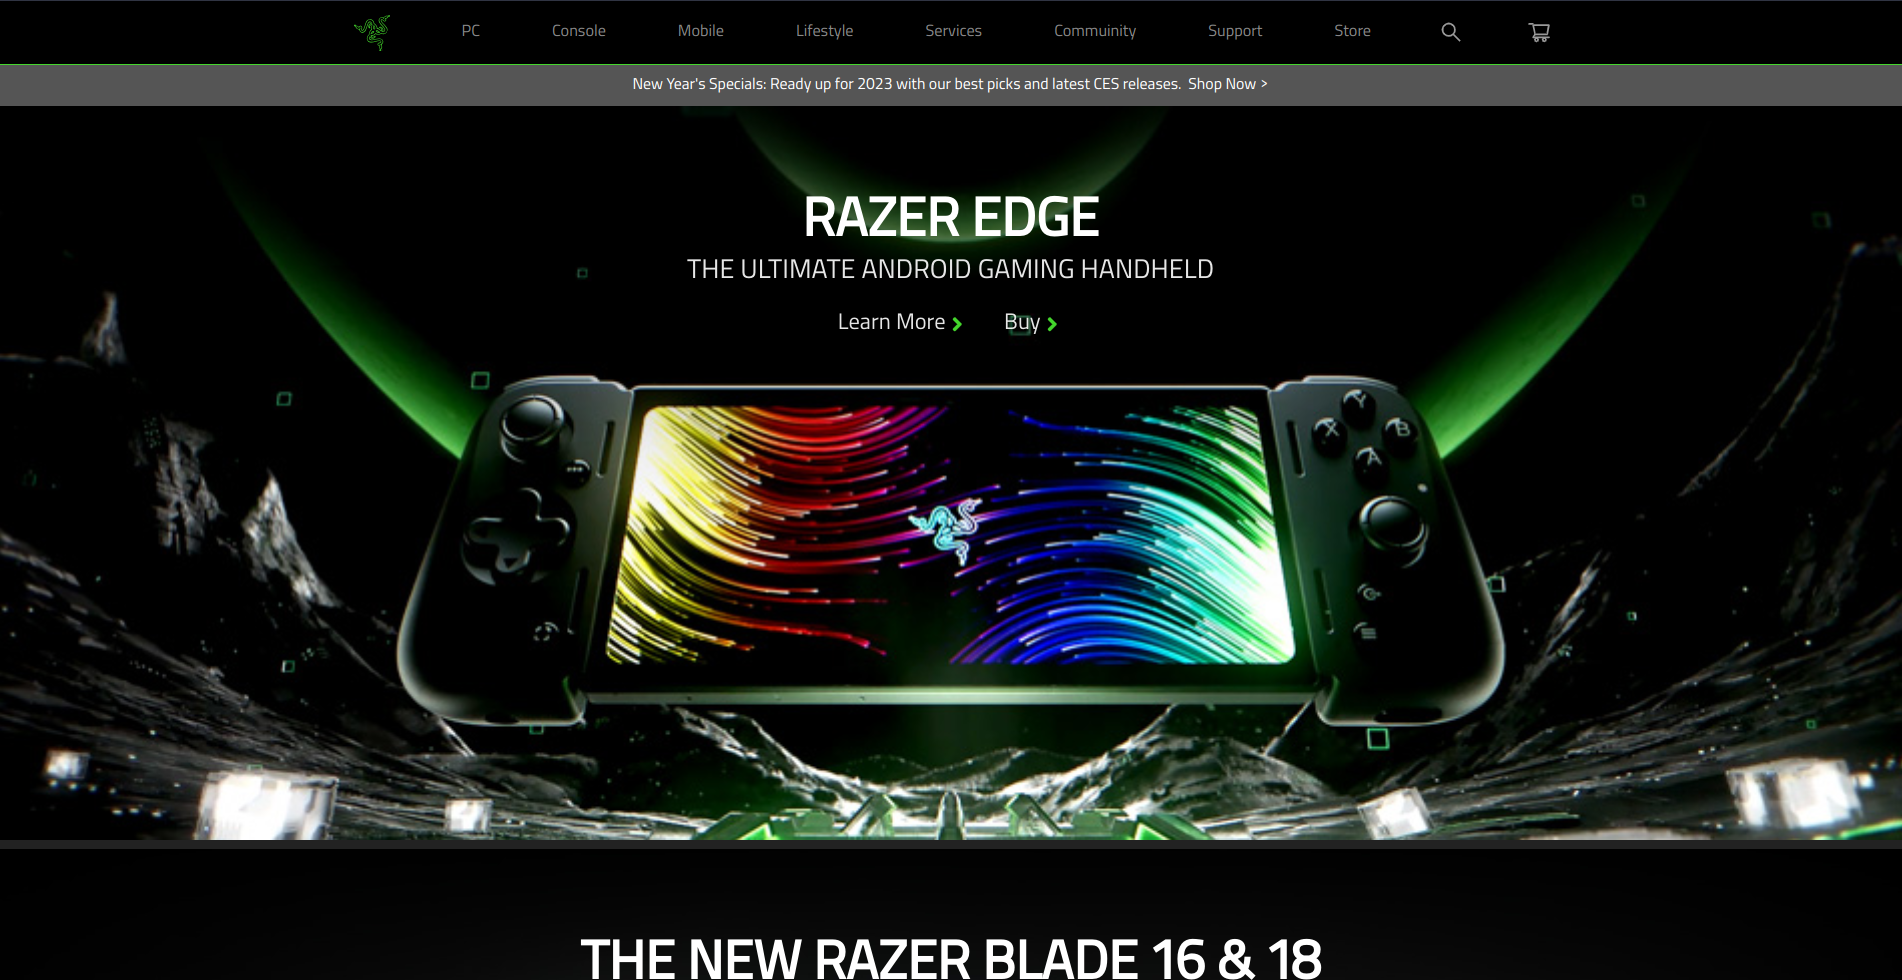 PC Console Mobile Lifestyle Services Commuinity Support Store
New Year's Specials: Ready up for 2023 with our best picks and latest CES releases. Shop Now >
RAZER EDGE
THE ULTIMATE ANDROID GAMING HANDHELD
Learn More Buy
Y
X B
A
THE NEW RAZER BLADE 16 & 18